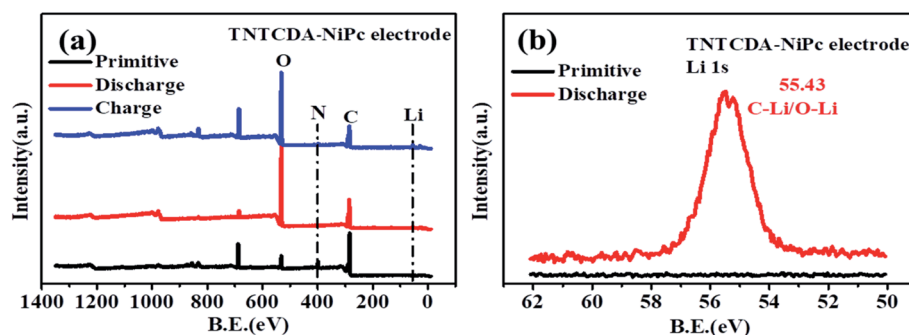 (a)
TNTCDA-NiPc electrode
Primitive
Discharge
Charge
O
N
C
Li
Intensity(a.u.)
1400 1200 1000 800 600 400 200 0
B.E.(eV)
(b)
TNTCDA-NiPc electrode
Primitive
Discharge
Li 1s
55.43
C-Li/O-Li
Intensity(a.u.)
62 60 58 56 54 52 50
B.E.(eV)